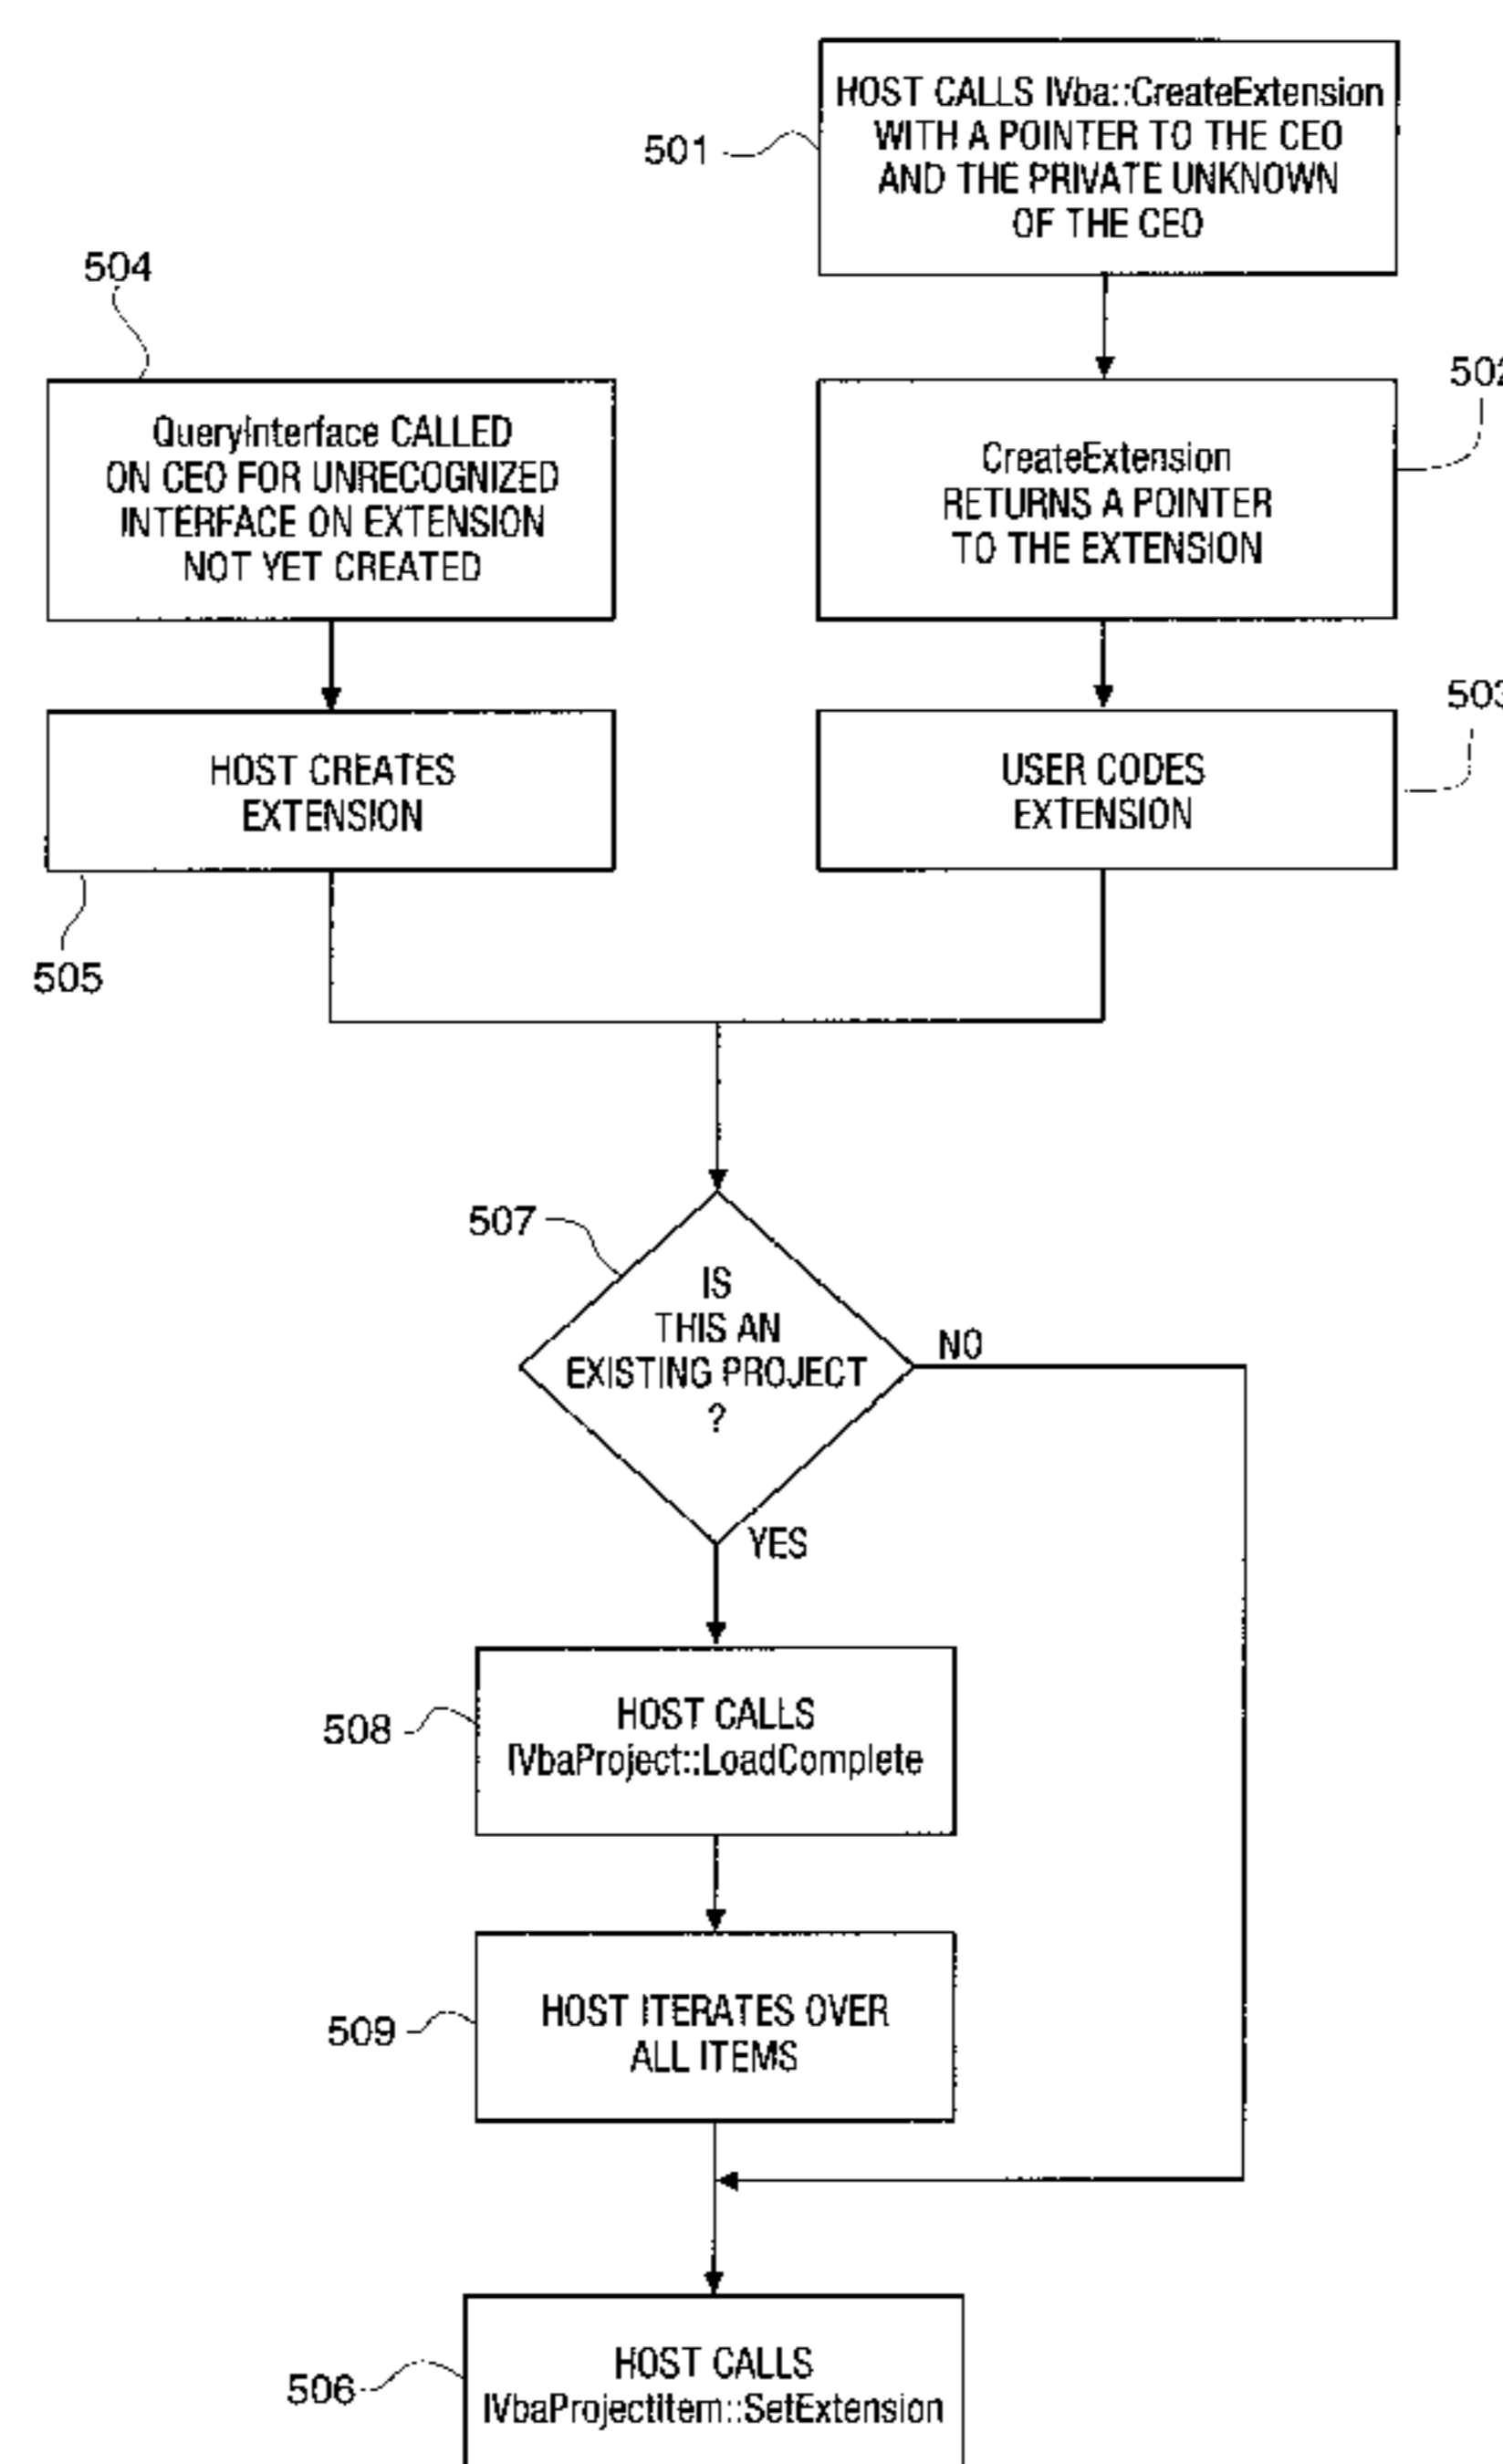 HOST CALLS IVba::CreateExtension
WITH A POINTER TO THE CEO
AND THE PRIVATE UNKNOWN
OF THE CEO
501
504
QueryInterface CALLED
ON CEO FOR UNRECOGNIZED
INTERFACE ON EXTENSION
NOT YET CREATED
CreateExtension
RETURNS A POINTER
TO THE EXTENSION
502
HOST CREATES
EXTENSION
505
USER CODES
EXTENSION
503
507
IS
THIS AN
EXISTING PROJECT
?
NO
YES
508
HOST CALLS
IVbaProject::LoadComplete
509
HOST ITERATES OVER
ALL ITEMS
506
HOST CALLS
IVbaProjectItem::SetExtension